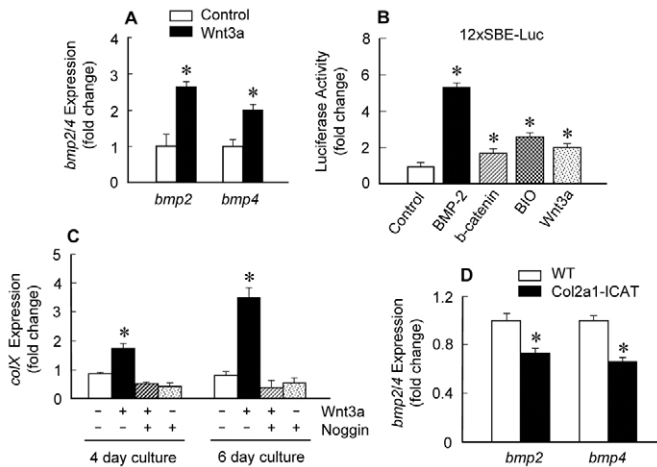 A
Control
Wnt3a
bmp2/4 Expression
(fold change)
4
3
2
1
0
*
*
bmp2
bmp4
B
12xSBE-Luc
Luciferase Activity
(fold change)
8
6
4
2
0
*
*
*
*
Control
BMP-2
b-catenin
BIO
Wnt3a
C
colX Expression
(fold change)
5
4
3
2
1
0
*
*
– + + – – + + – Wnt3a
– – + + – – + + Noggin
4 day culture
6 day culture
D
WT
Col2a1-ICAT
bmp2/4 Expression
(fold change)
1.2
0.8
0.4
0
*
*
bmp2
bmp4